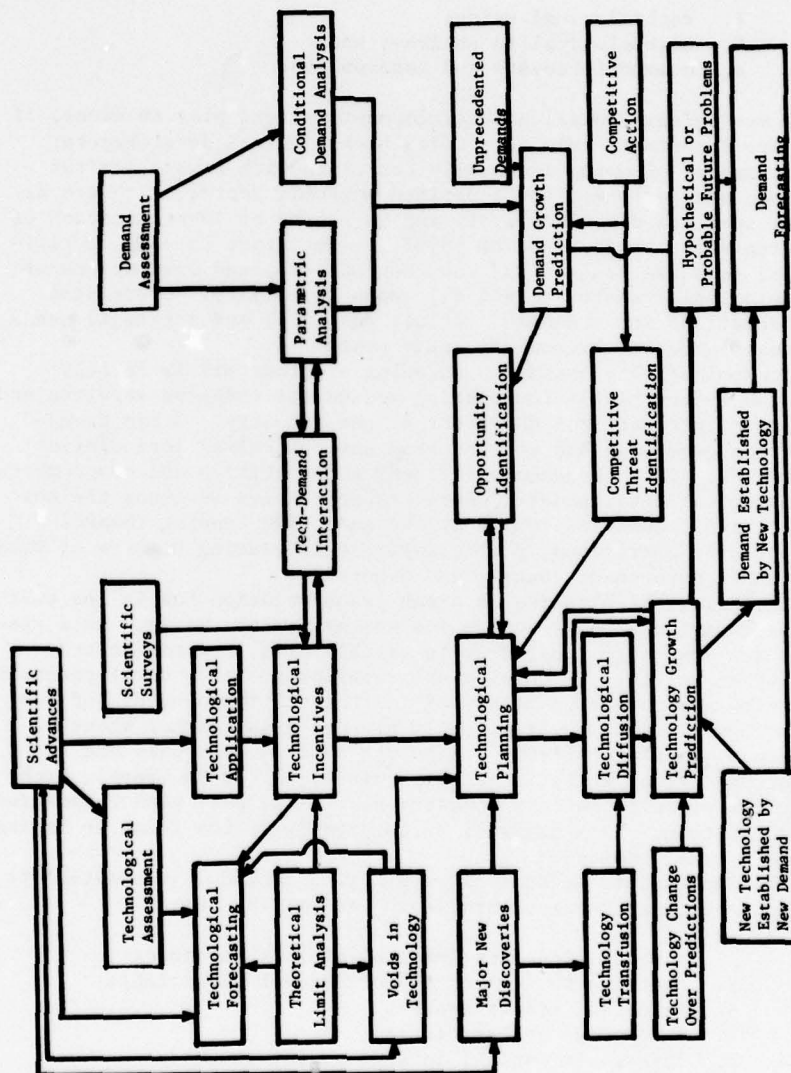 Demand
Assessment
Scientific
Advances
Scientific
Surveys
Technological
Assessment
Technological
Application
Technological
Forecasting
Technological
Incentives
Tech-Demand
Interaction
Parametric
Analysis
Conditional
Demand Analysis
Theoretical
Limit Analysis
Voids in
Technology
Unprecedented
Demands
Major New
Discoveries
Technological
Planning
Opportunity
Identification
Demand Growth
Prediction
Competitive
Action
Competitive
Threat
Identification
Technology
Transfusion
Technological
Diffusion
Technology Change
Over Predictions
Technology Growth
Prediction
Hypothetical or
Probable Future Problems
New Technology
Established by
New Demand
Demand Established
by New Technology
Demand
Forecasting